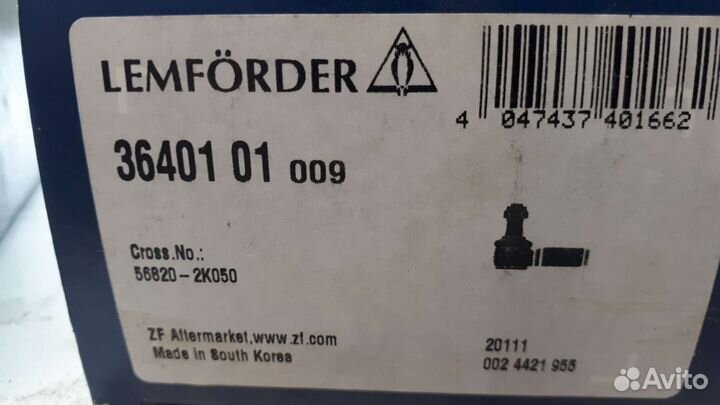 LEMFÖRDER
4 047437 401662
36401 01 009
Cross.No.:
56820-2K050
ZF Aftermarket,www.zf.com
Made in South Korea
20111
002 4421 955
Avito